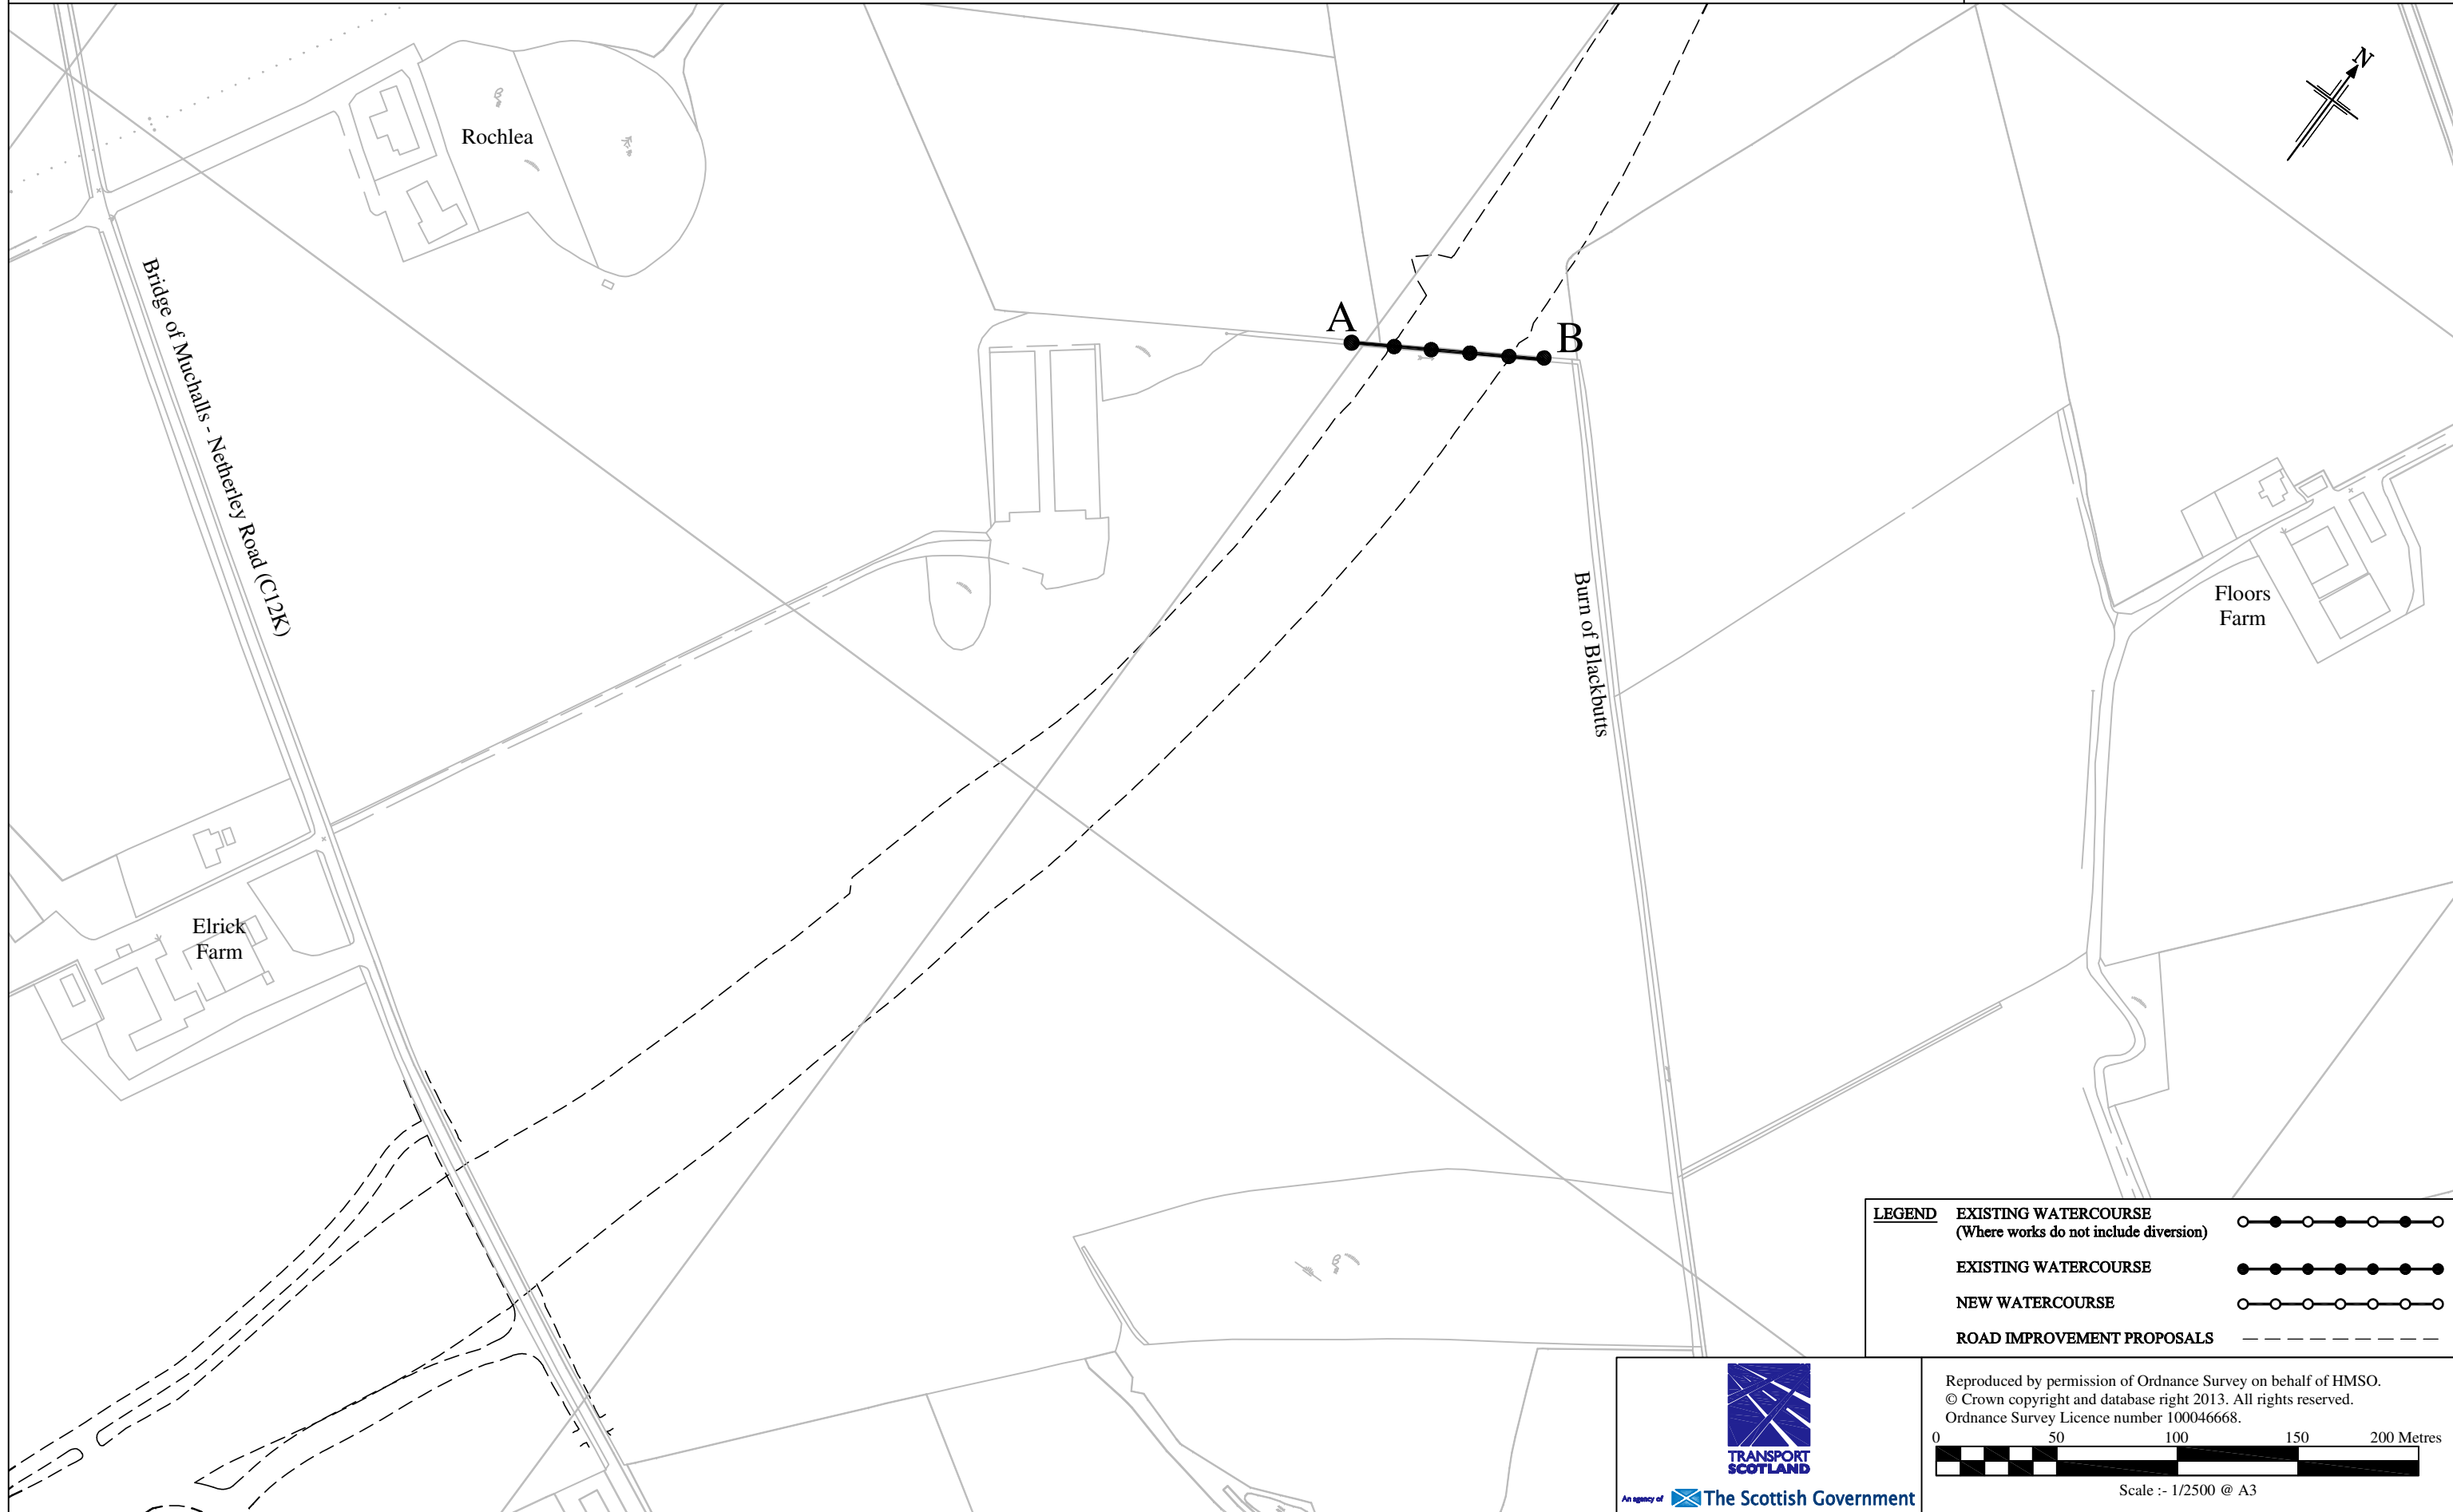 N
Rochlea
Bridge of Muchalls - Netherley Road (C12K)
A
B
Burn of Blackbutts
Floors
Farm
Elrick
Farm
LEGEND
EXISTING WATERCOURSE
(Where works do not include diversion)
EXISTING WATERCOURSE
NEW WATERCOURSE
ROAD IMPROVEMENT PROPOSALS
TRANSPORT
SCOTLAND
An agency of The Scottish Government
Reproduced by permission of Ordnance Survey on behalf of HMSO.
© Crown copyright and database right 2013. All rights reserved.
Ordnance Survey Licence number 100046668.
0 50 100 150 200 Metres
Scale :- 1/2500 @ A3